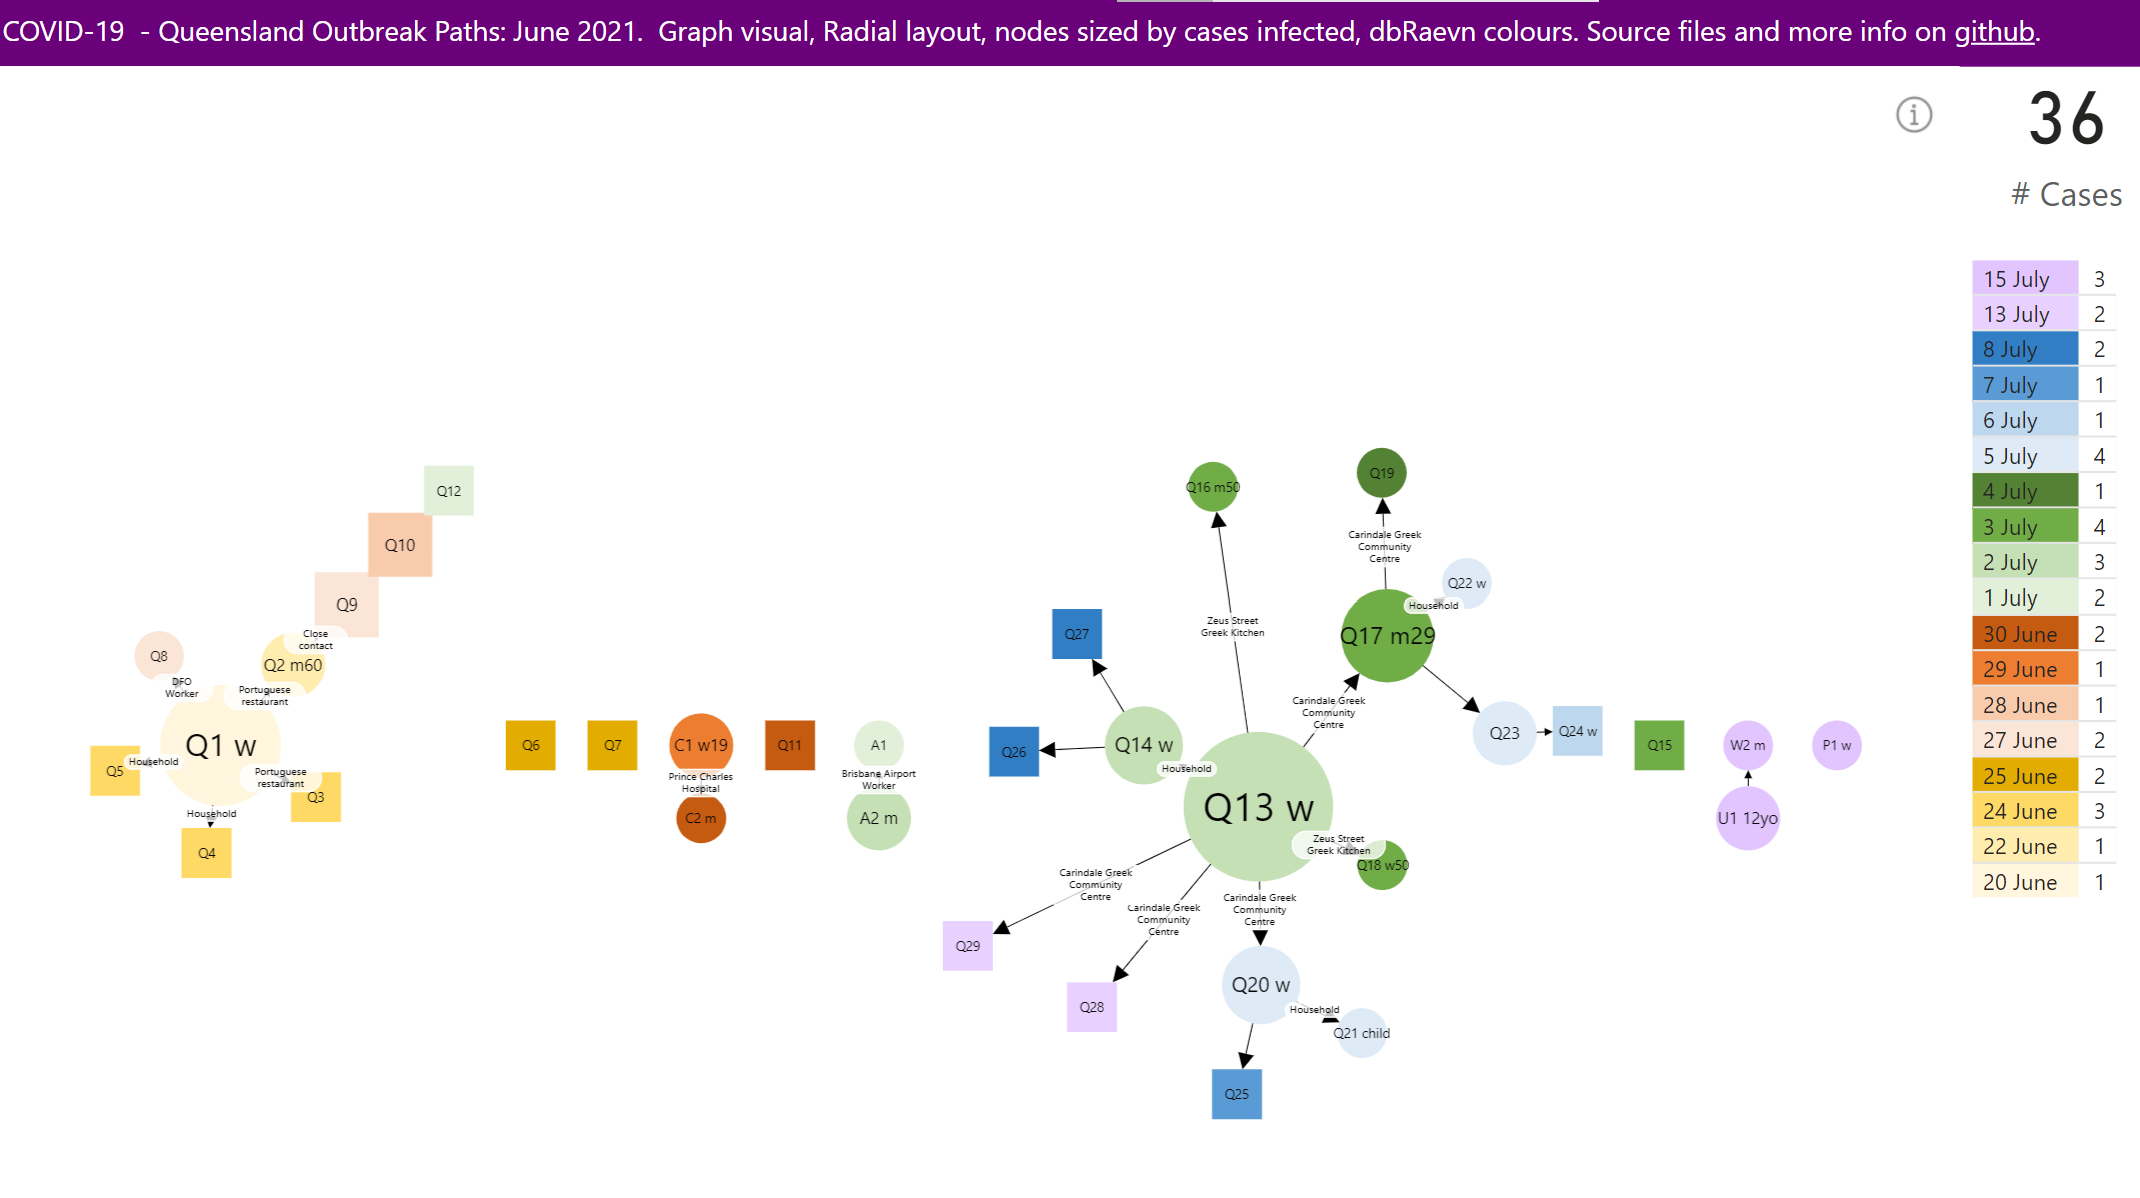 COVID-19 - Queensland Outbreak Paths: June 2021. Graph visual, Radial layout, nodes sized by cases infected, dbRaevn colours. Source files and more info on github.
36
# Cases
15 July 3
13 July 2
8 July 2
7 July 1
6 July 1
5 July 4
4 July 1
3 July 4
2 July 3
1 July 2
30 June 2
29 June 1
28 June 1
27 June 2
25 June 2
24 June 3
22 June 1
20 June 1
Q12
Q10
Q9
Close
contact
Q8
Q2 m60
DFO
Worker
Portuguese
restaurant
Q1 w
Q5
Household
Portuguese
restaurant
Q3
Household
Q4
Q6
Q7
C1 w19
Prince Charles
Hospital
C2 m
Q11
A1
Brisbane Airport
Worker
A2 m
Q16 m50
Zeus Street
Greek Kitchen
Q19
Carindale Greek
Community
Centre
Q22 w
Household
Q17 m29
Q27
Q26
Q14 w
Household
Carindale Greek
Community
Centre
Q23
Q24 w
Q13 w
Zeus Street
Greek Kitchen
Q18 w50
Carindale Greek
Community
Centre
Carindale Greek
Community
Centre
Carindale Greek
Community
Centre
Q29
Q28
Q20 w
Household
Q21 child
Q25
Q15
W2 m
U1 12yo
P1 w